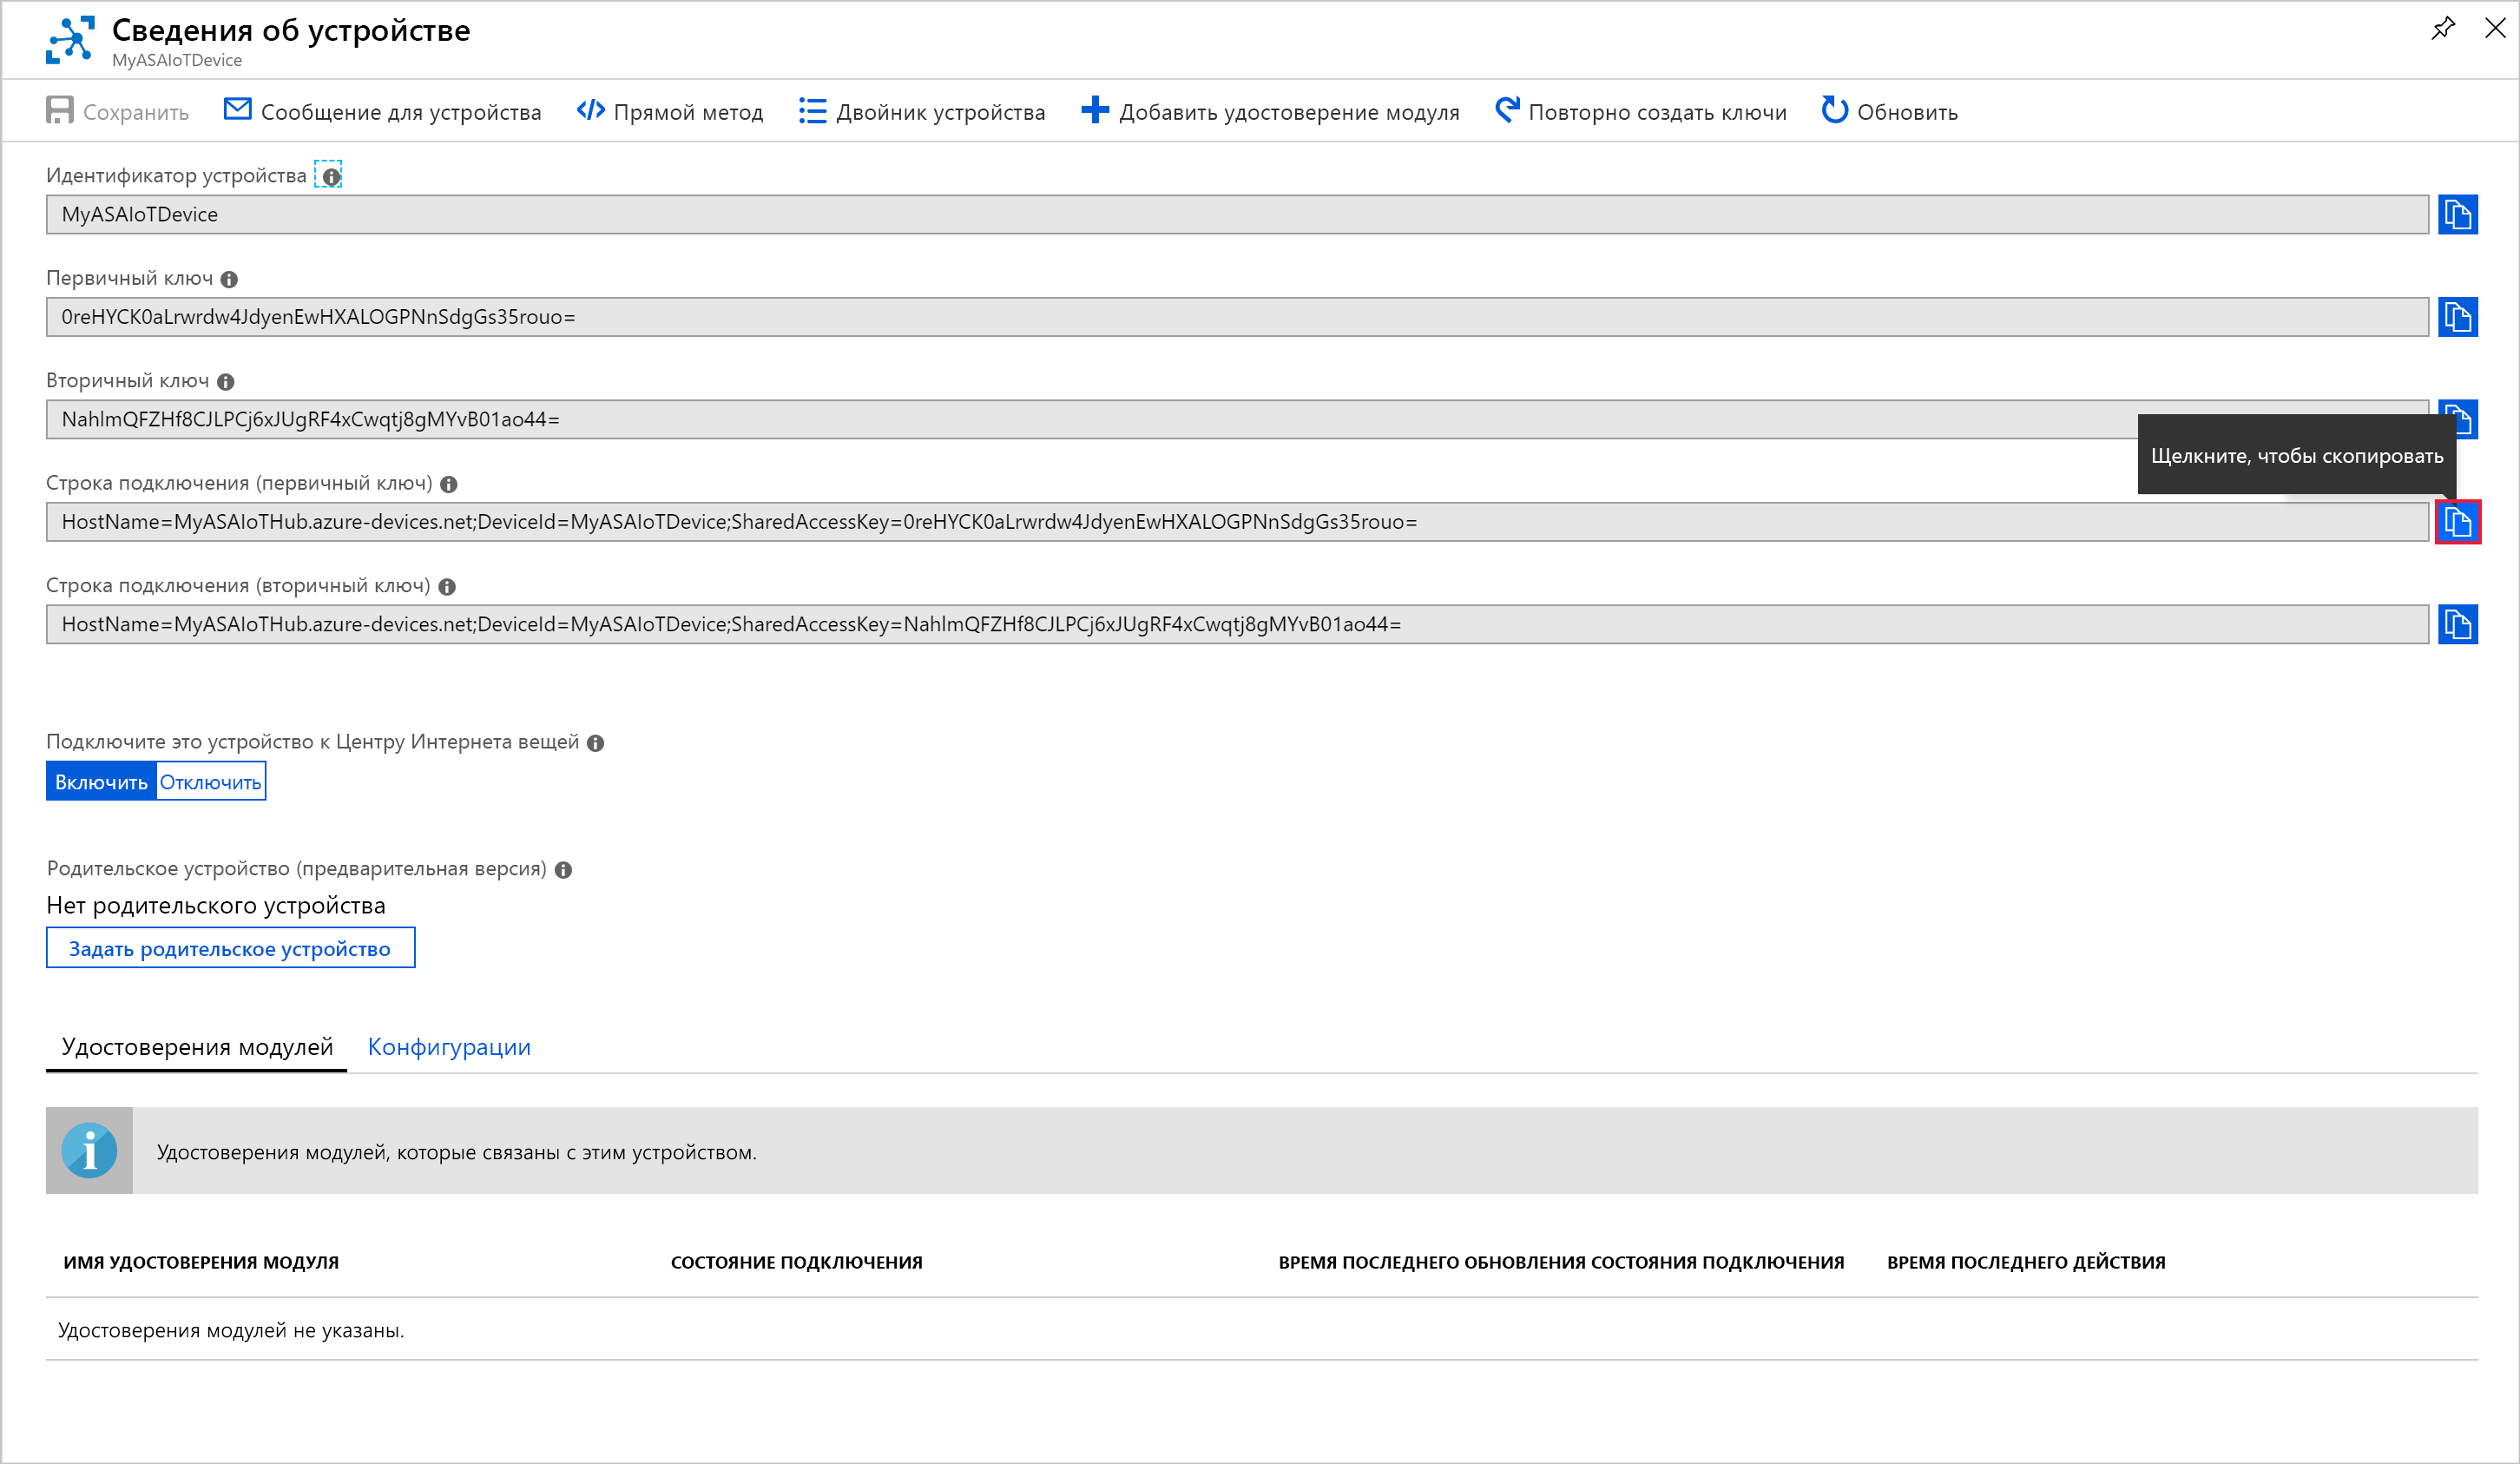 Сведения об устройстве
MyASAIoTDevice
Сохранить Сообщение для устройства Прямой метод Двойник устройства Добавить удостоверение модуля Повторно создать ключи Обновить
Идентификатор устройства
MyASAIoTDevice
Первичный ключ
0reHYCK0aLrwrdw4JdyenEwHXALOGPNnSdgGs35rouo=
Вторичный ключ
NahlmQFZHf8CJLPCj6xJUgRF4xCwqtj8gMYvB01ao44=
Щелкните, чтобы скопировать
Строка подключения (первичный ключ)
HostName=MyASAIoTHub.azure-devices.net;DeviceId=MyASAIoTDevice;SharedAccessKey=0reHYCK0aLrwrdw4JdyenEwHXALOGPNnSdgGs35rouo=
Строка подключения (вторичный ключ)
HostName=MyASAIoTHub.azure-devices.net;DeviceId=MyASAIoTDevice;SharedAccessKey=NahlmQFZHf8CJLPCj6xJUgRF4xCwqtj8gMYvB01ao44=
Подключите это устройство к Центру Интернета вещей
Включить Отключить
Родительское устройство (предварительная версия)
Нет родительского устройства
Задать родительское устройство
Удостоверения модулей Конфигурации
Удостоверения модулей, которые связаны с этим устройством.
ИМЯ УДОСТОВЕРЕНИЯ МОДУЛЯ СОСТОЯНИЕ ПОДКЛЮЧЕНИЯ ВРЕМЯ ПОСЛЕДНЕГО ОБНОВЛЕНИЯ СОСТОЯНИЯ ПОДКЛЮЧЕНИЯ ВРЕМЯ ПОСЛЕДНЕГО ДЕЙСТВИЯ
Удостоверения модулей не указаны.